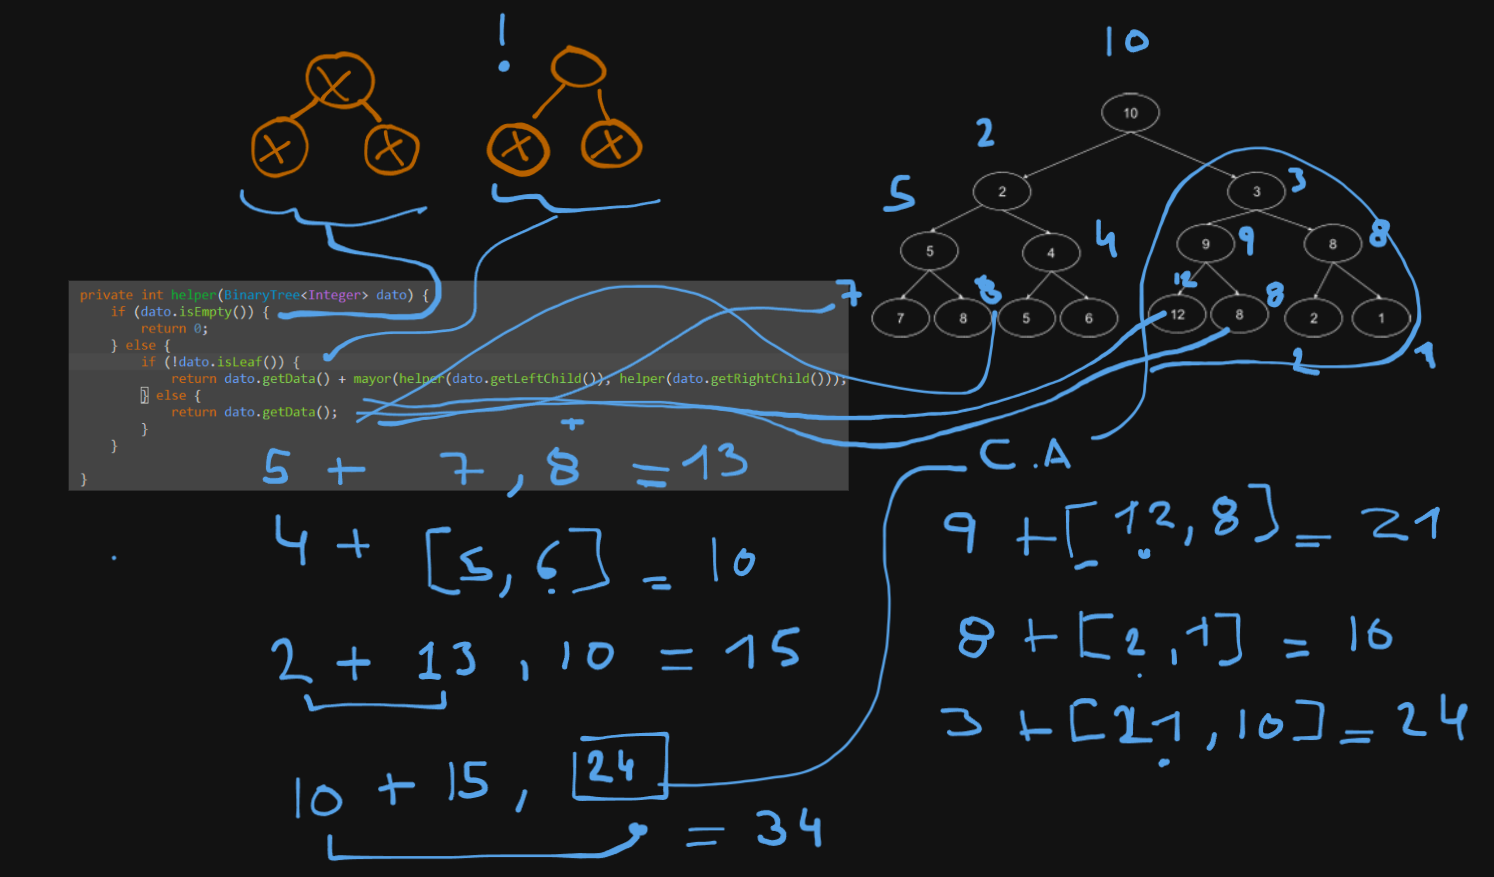 !
10
10
2
2
3
3
5
5
4
4
9
9
8
8
7
7
8
8
5
6
12
12
8
8
2
2
1
1
private int helper(BinaryTree<Integer> dato) {
if (dato.isEmpty()) {
return 0;
} else {
if (!dato.isLeaf()) {
return dato.getData() + mayor(helper(dato.getLeftChild()), helper(dato.getRightChild()));
} else {
return dato.getData();
}
}
}
5 + 7 , 8 = 13
4 + [5, 6] = 10
2 + 13 , 10 = 15
10 + 15 , 24
= 34
C.A
9 + [12, 8] = 21
8 + [2, 1] = 10
3 + [21, 10] = 24